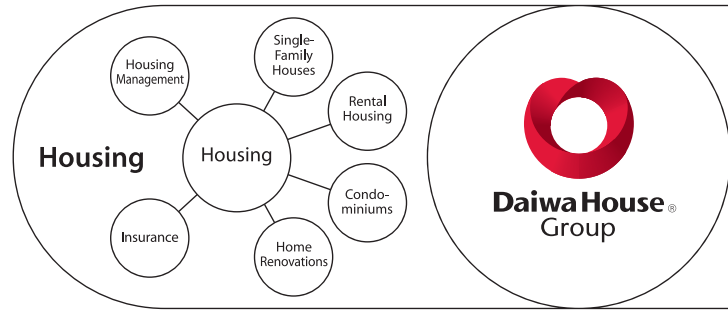 Housing
Housing
Management
Single-
Family
Houses
Rental
Housing
Housing
Condo-
miniums
Insurance
Home
Renovations
Daiwa House®
Group